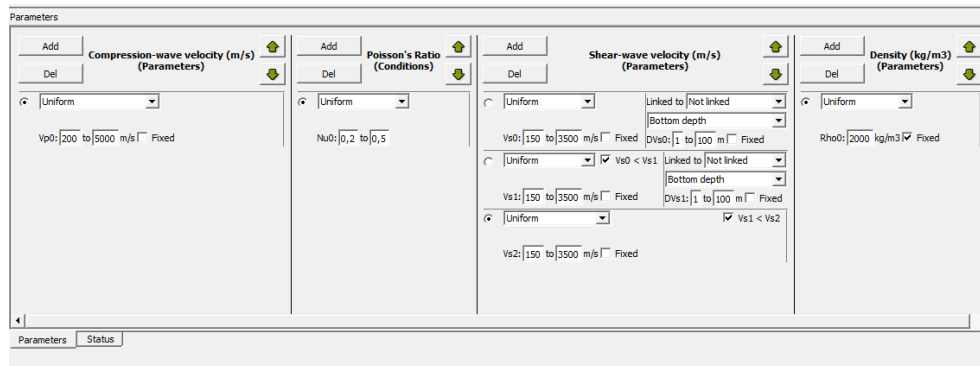 Parameters
Add
Del
Compression-wave velocity (m/s)
(Parameters)
Uniform
Vp0: 200 to 5000 m/s Fixed
Add
Del
Poisson's Ratio
(Conditions)
Uniform
Nu0: 0,2 to 0,5
Add
Del
Shear-wave velocity (m/s)
(Parameters)
Uniform
Linked to Not linked
Bottom depth
Vs0: 150 to 3500 m/s Fixed
DVs0: 1 to 100 m Fixed
Uniform
Vs0 < Vs1
Linked to Not linked
Bottom depth
Vs1: 150 to 3500 m/s Fixed
DVs1: 1 to 100 m Fixed
Uniform
Vs1 < Vs2
Vs2: 150 to 3500 m/s Fixed
Add
Del
Density (kg/m3)
(Parameters)
Uniform
Rho0: 2000 kg/m3 Fixed
Parameters
Status